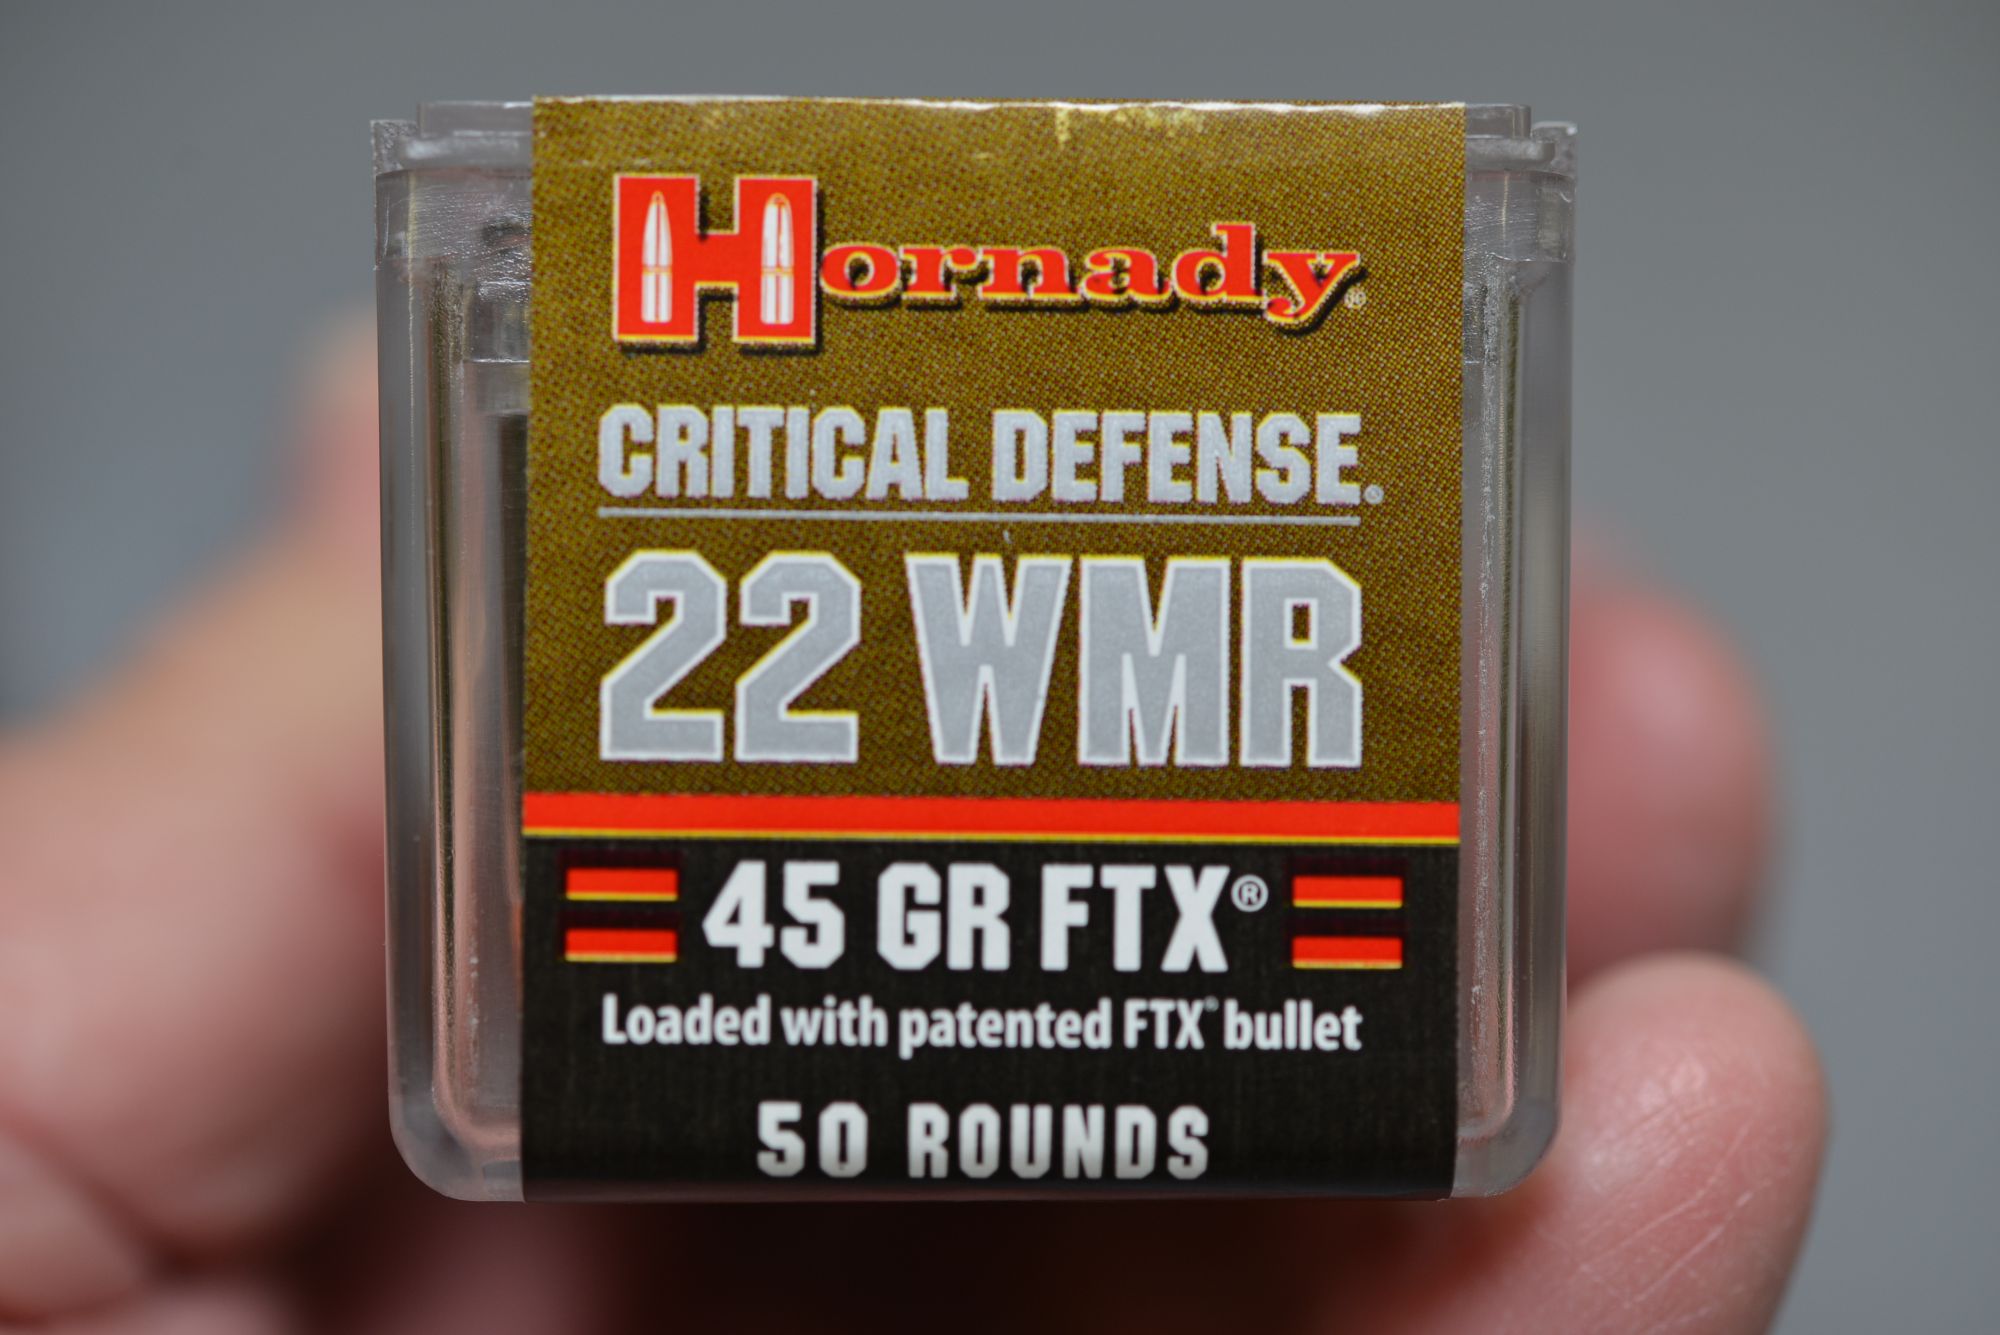 Hornady®
CRITICAL DEFENSE®
22 WMR
45 GR FTX®
Loaded with patented FTX® bullet
50 ROUNDS